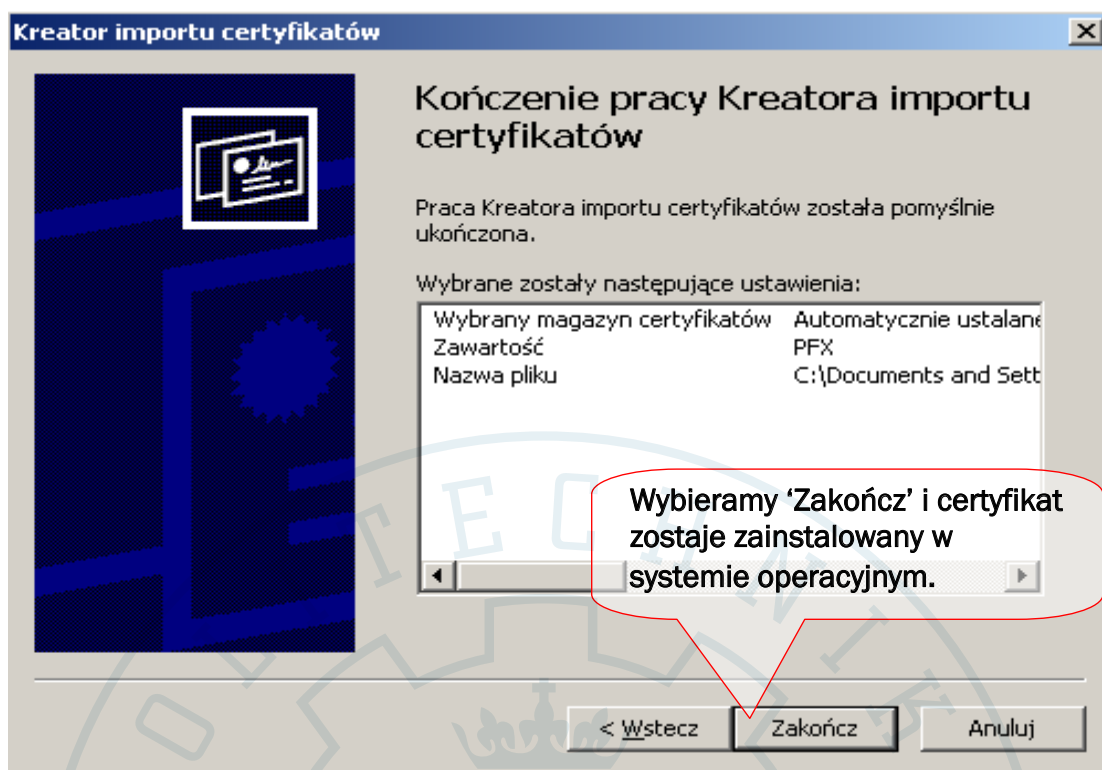 Kreator importu certyfikatów
Kończenie pracy Kreatora importu
certyfikatów
Praca Kreatora importu certyfikatów została pomyślnie
ukończona.
Wybrane zostały następujące ustawienia:
Wybrany magazyn certyfikatów Automatycznie ustalane
Zawartość PFX
Nazwa pliku C:\Documents and Sett
Wybieramy ‘Zakończ’ i certyfikat
zostaje zainstalowany w
systemie operacyjnym.
< Wstecz Zakończ Anuluj